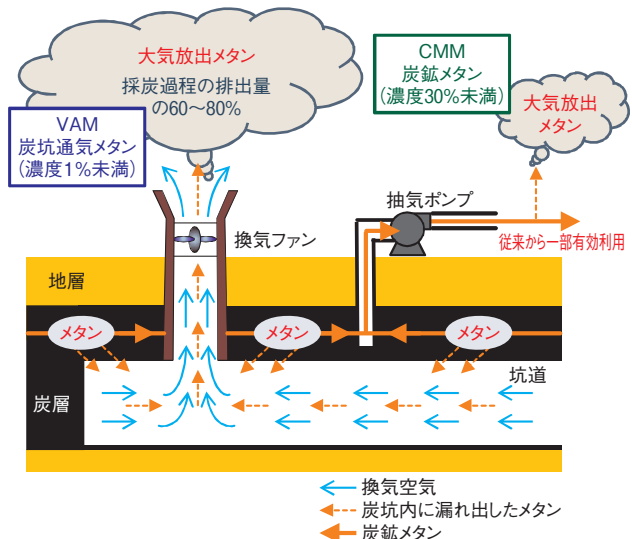 大気放出メタン
採炭過程の排出量
の60～80%
VAM
炭坑通気メタン
(濃度1%未満)
CMM
炭鉱メタン
(濃度30%未満)
大気放出
メタン
抽気ポンプ
換気ファン
従来から一部有効利用
地層
メタン
メタン
メタン
坑道
炭層
換気空気
炭坑内に漏れ出したメタン
炭鉱メタン